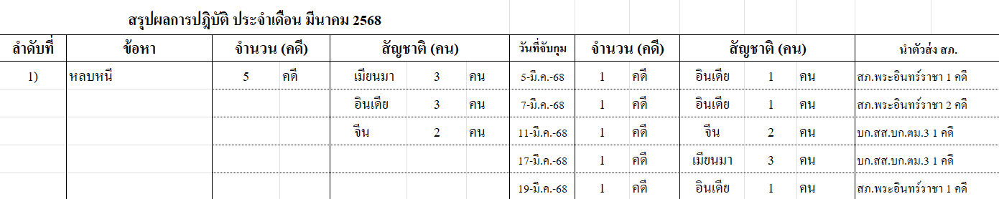 สรุปผลการปฎิบัติ ประจำเดือน มีนาคม 2568
ลำดับที่ ข้อหา จำนวน (คดี) สัญชาติ (คน) วันที่จับกุม จำนวน (คดี) สัญชาติ (คน) นำตัวส่ง สภ.
1) หลบหนี 5 คดี เมียนมา 3 คน 5-มี.ค.-68 1 คดี อินเดีย 1 คน สภ.พระอินทร์ราชา 1 คดี
อินเดีย 3 คน 7-มี.ค.-68 1 คดี อินเดีย 1 คน สภ.พระอินทร์ราชา 2 คดี
จีน 2 คน 11-มี.ค.-68 1 คดี จีน 2 คน บก.สส.บก.ตม.3 1 คดี
17-มี.ค.-68 1 คดี เมียนมา 3 คน บก.สส.บก.ตม.3 1 คดี
19-มี.ค.-68 1 คดี อินเดีย 1 คน สภ.พระอินทร์ราชา 1 คดี